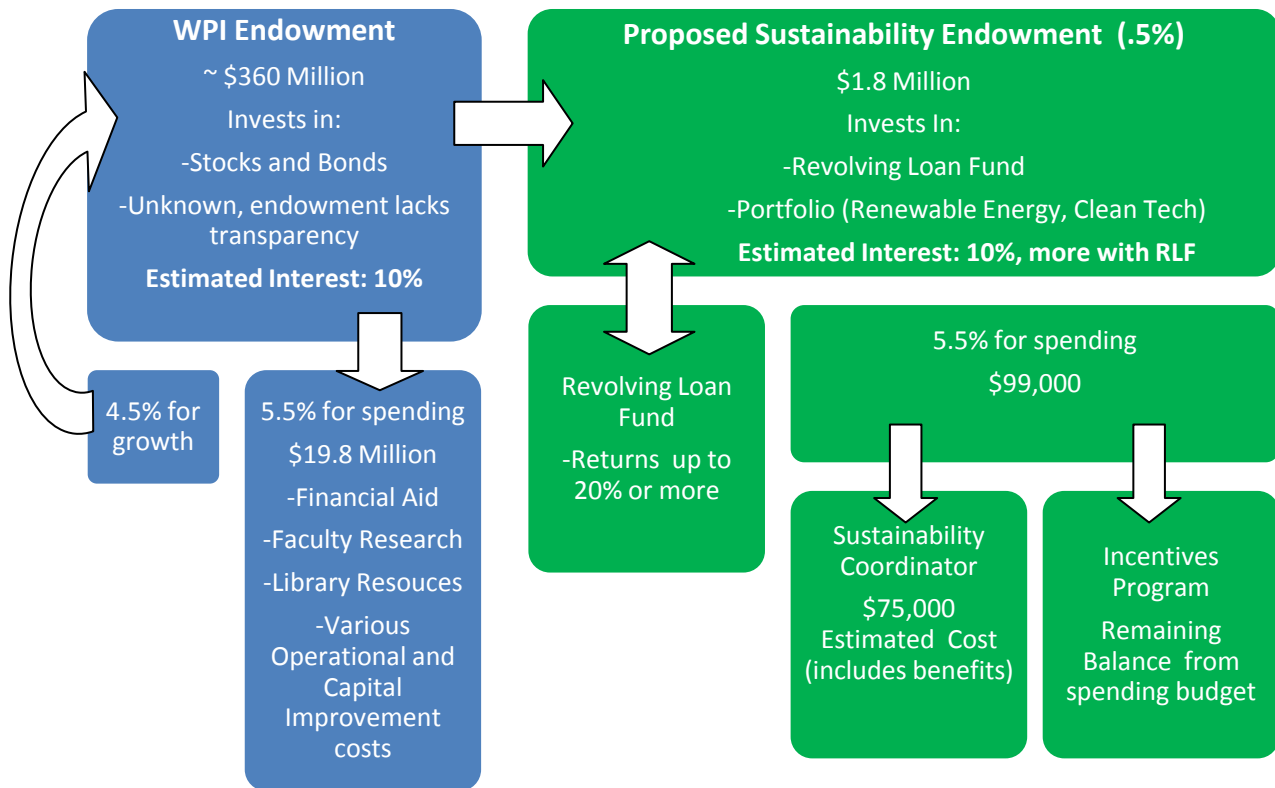 WPI Endowment
~ $360 Million
Invests in:
-Stocks and Bonds
-Unknown, endowment lacks
transparency
Estimated Interest: 10%
Proposed Sustainability Endowment (.5%)
$1.8 Million
Invests In:
-Revolving Loan Fund
-Portfolio (Renewable Energy, Clean Tech)
Estimated Interest: 10%, more with RLF
4.5% for
growth
5.5% for spending
$19.8 Million
-Financial Aid
-Faculty Research
-Library Resouces
-Various
Operational and
Capital
Improvement
costs
Revolving Loan
Fund
-Returns up to
20% or more
5.5% for spending
$99,000
Sustainability
Coordinator
$75,000
Estimated Cost
(includes benefits)
Incentives
Program
Remaining
Balance from
spending budget